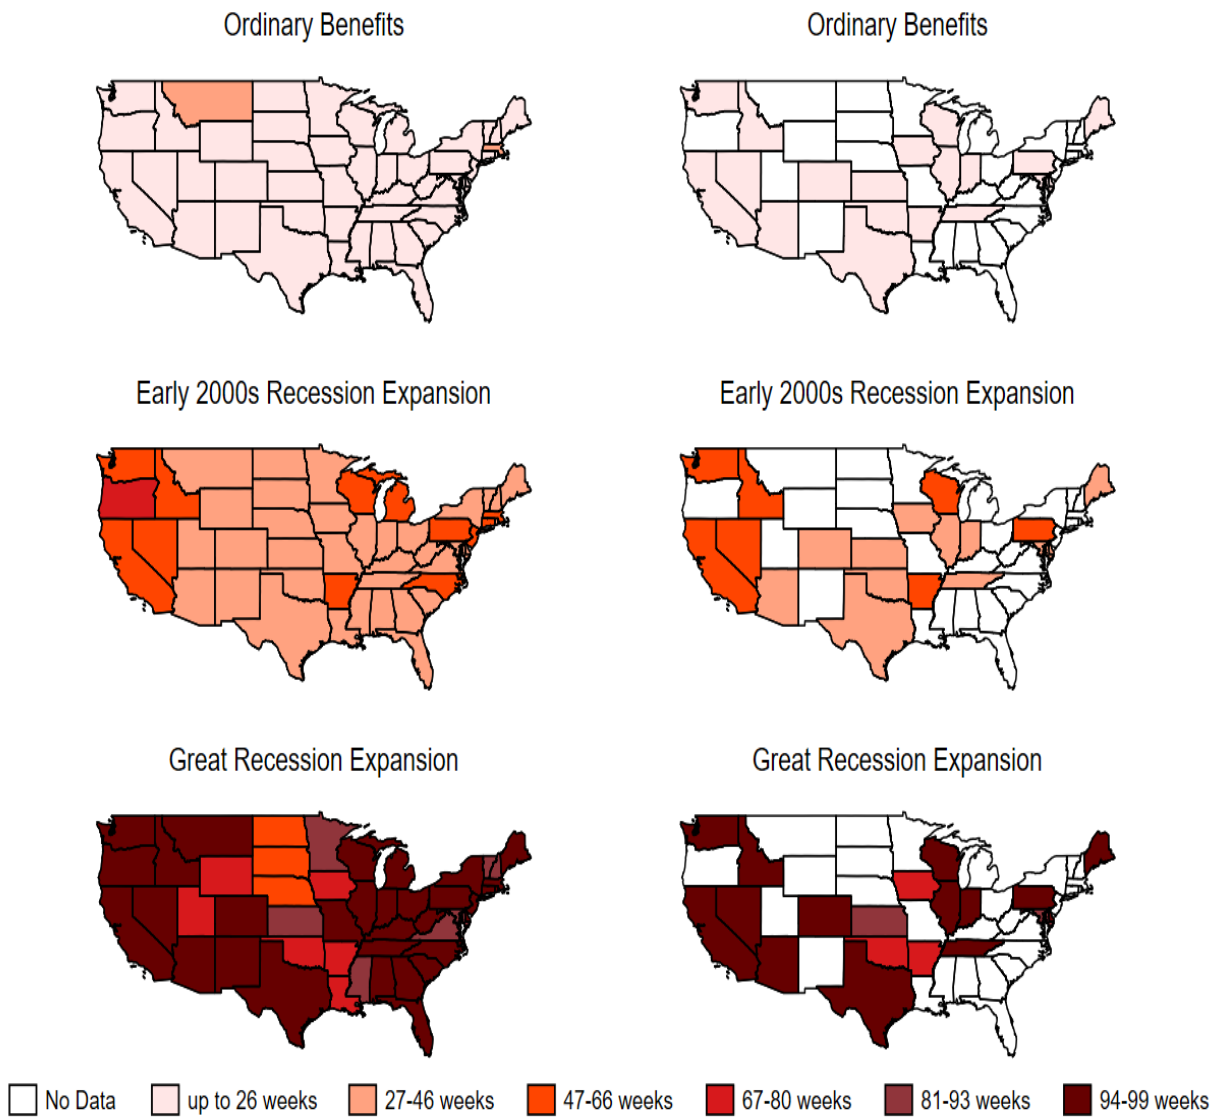 Ordinary Benefits
Ordinary Benefits
Early 2000s Recession Expansion
Early 2000s Recession Expansion
Great Recession Expansion
Great Recession Expansion
No Data up to 26 weeks 27-46 weeks 47-66 weeks 67-80 weeks 81-93 weeks 94-99 weeks